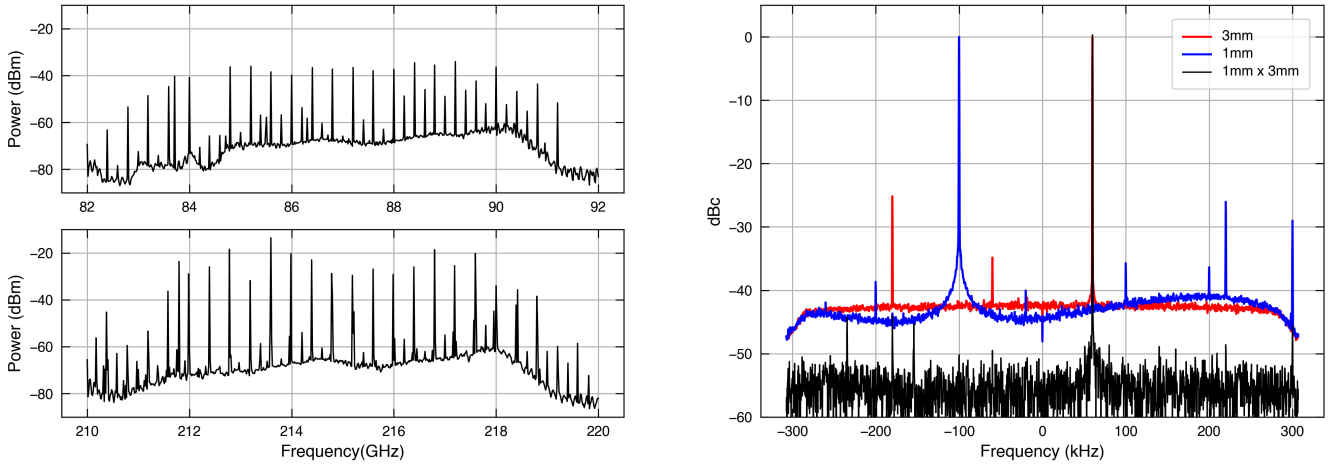 −20
−40
−60
−80
Power (dBm)
82 84 86 88 90 92
−20
−40
−60
−80
Power (dBm)
210 212 214 216 218 220
Frequency(GHz)
0
−10
−20
−30
−40
−50
−60
dBc
3mm
1mm
1mm x 3mm
−300 −200 −100 0 100 200 300
Frequency (kHz)